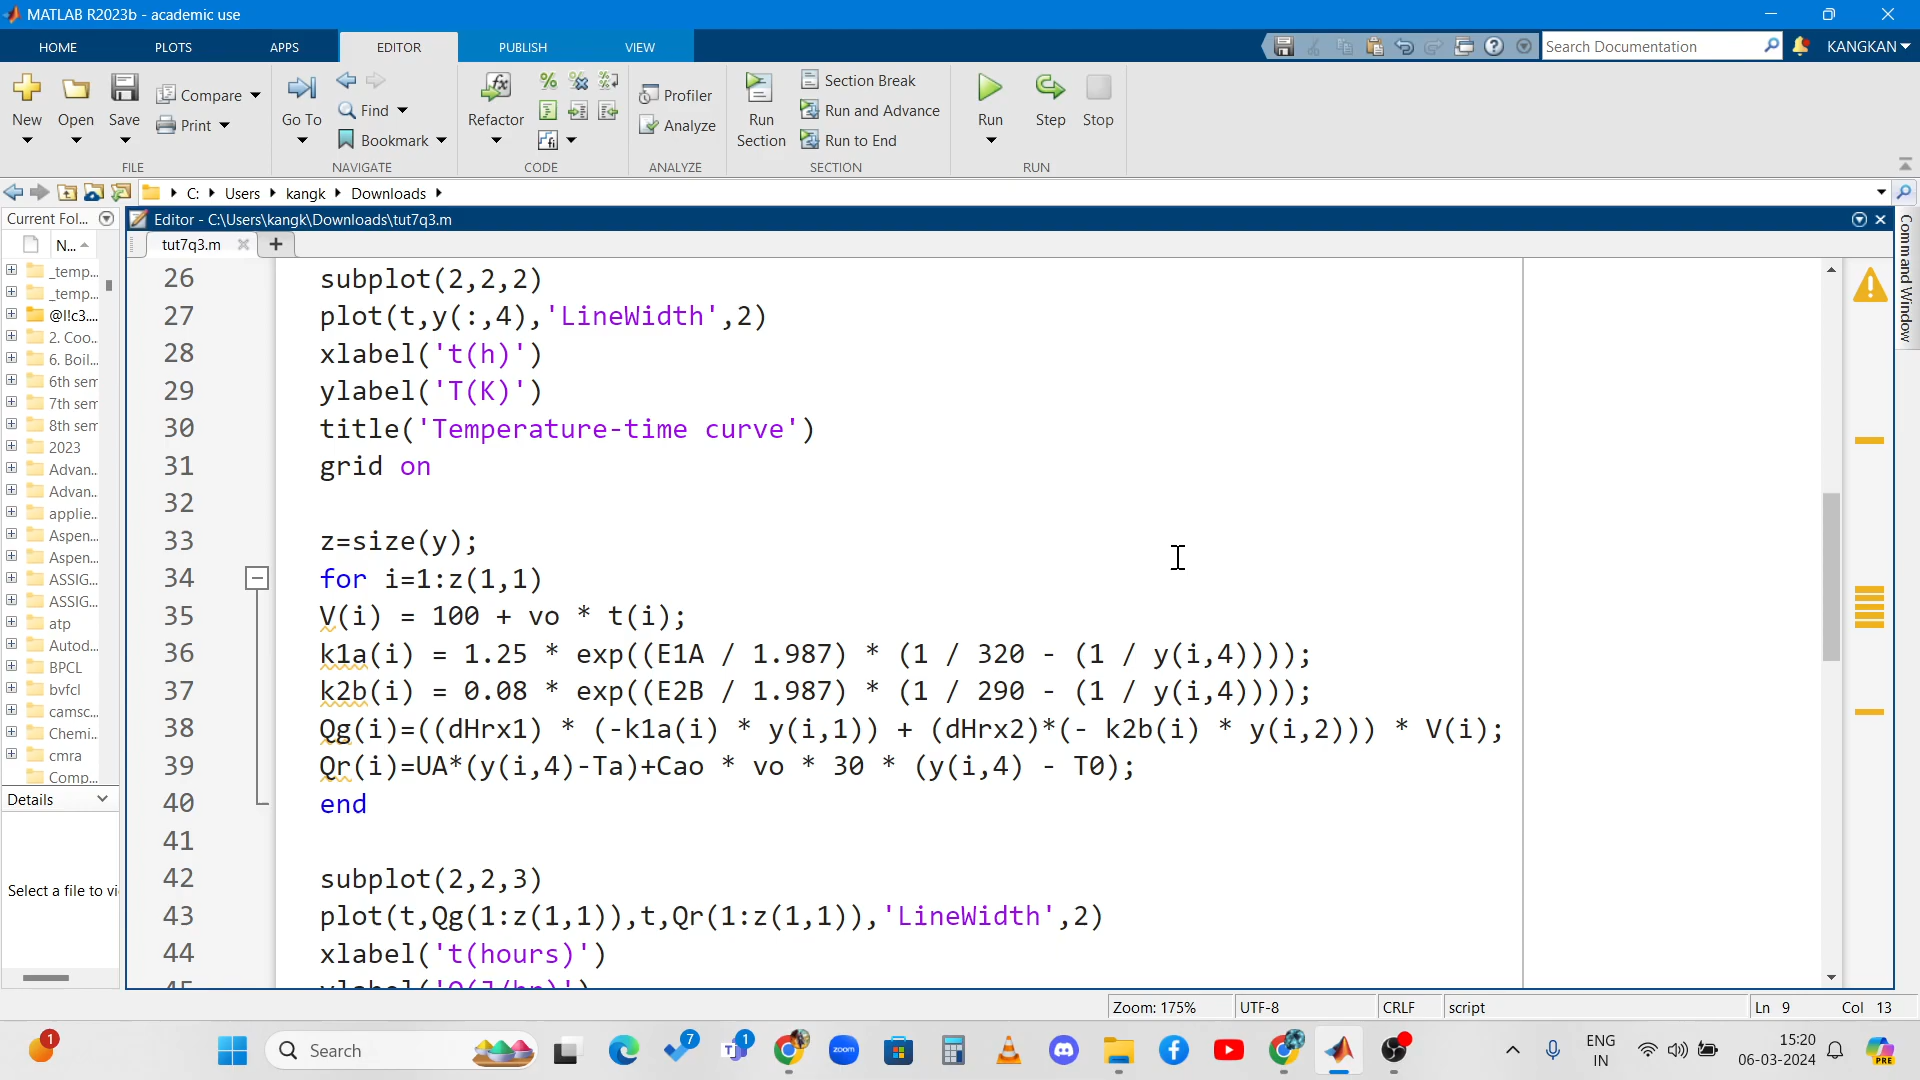 MATLAB R2023b - academic use
HOME PLOTS APPS EDITOR PUBLISH VIEW
Search Documentation
KANGKAN
New Open Save Compare Print
FILE
Go To Find Bookmark
NAVIGATE
Refactor
CODE
Profiler
Analyze
ANALYZE
Run Section
Section Break
Run and Advance
Run to End
SECTION
Run Step Stop
RUN
C: Users kangk Downloads
Current Fol...
N...
_temp...
_temp...
@l!c3....
2. Coo...
6. Boil...
6th sem
7th sem
8th sem
2023
Advan...
Advan...
applie...
Aspen...
Aspen...
ASSIG...
ASSIG...
atp
Autod...
BPCL
bvfcl
camsc...
Chemi...
cmra
Comp...
Details
Select a file to vi
Editor - C:\Users\kangk\Downloads\tut7q3.m
tut7q3.m
Command Window
26 subplot(2,2,2)
27 plot(t,y(:,4),'LineWidth',2)
28 xlabel('t(h)')
29 ylabel('T(K)')
30 title('Temperature-time curve')
31 grid on
32
33 z=size(y);
34 for i=1:z(1,1)
35 V(i) = 100 + vo * t(i);
36 k1a(i) = 1.25 * exp((E1A / 1.987) * (1 / 320 - (1 / y(i,4))));
37 k2b(i) = 0.08 * exp((E2B / 1.987) * (1 / 290 - (1 / y(i,4))));
38 Qg(i)=((dHrx1) * (-k1a(i) * y(i,1)) + (dHrx2)*(- k2b(i) * y(i,2))) * V(i);
39 Qr(i)=UA*(y(i,4)-Ta)+Cao * vo * 30 * (y(i,4) - T0);
40 end
41
42 subplot(2,2,3)
43 plot(t,Qg(1:z(1,1)),t,Qr(1:z(1,1)),'LineWidth',2)
44 xlabel('t(hours)')
45 ylabel('Q(J/hr)')
Zoom: 175% UTF-8 CRLF script Ln 9 Col 13
1
Search
7
1
zoom
ENG
IN
15:20
06-03-2024
PRE